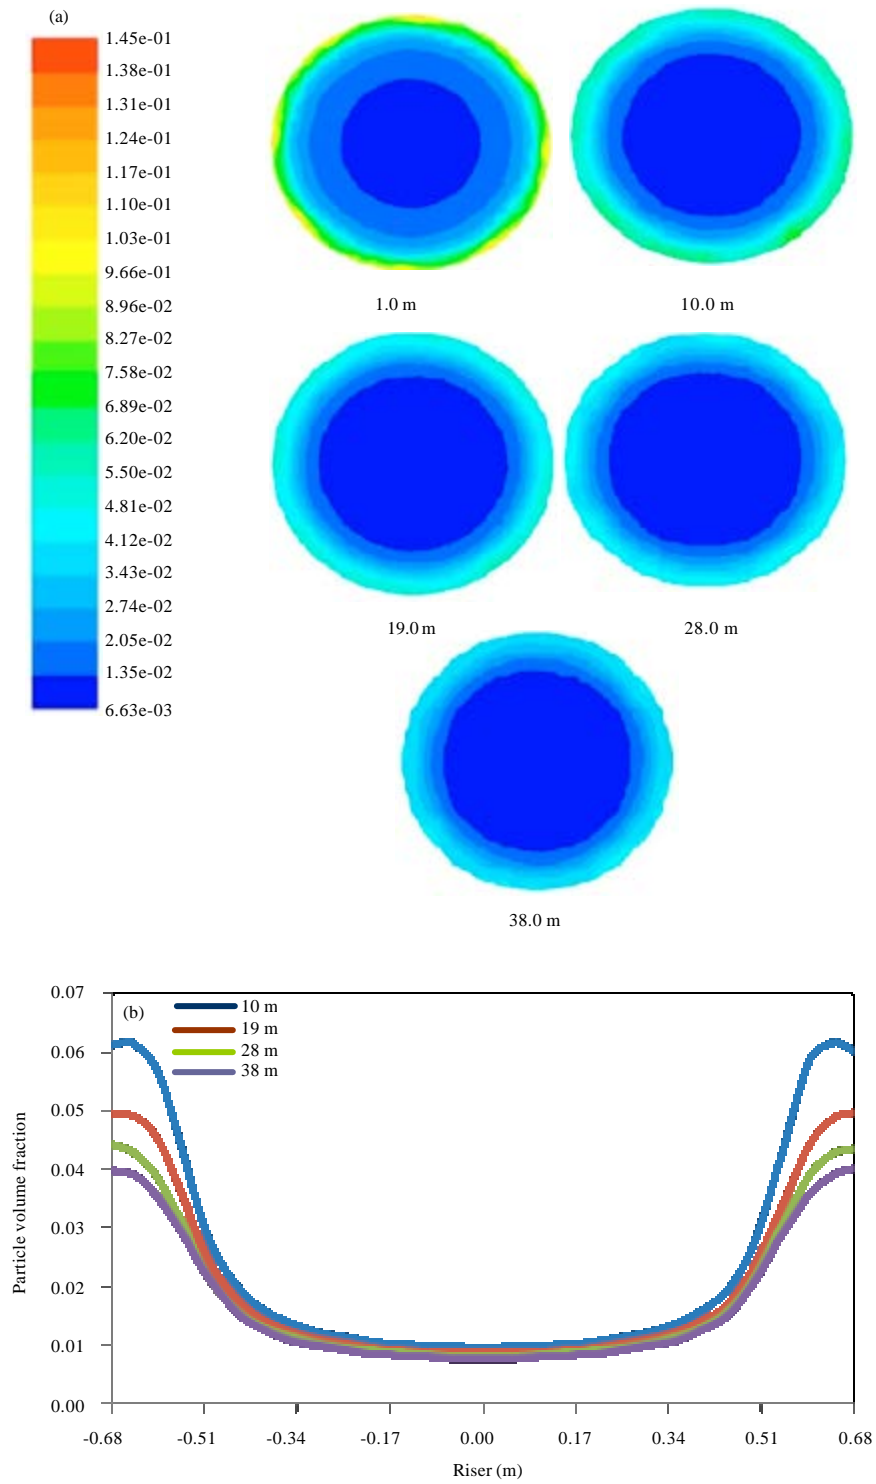 (a)
1.45e-01
1.38e-01
1.31e-01
1.24e-01
1.17e-01
1.10e-01
1.03e-01
9.66e-01
8.96e-02
8.27e-02
7.58e-02
6.89e-02
6.20e-02
5.50e-02
4.81e-02
4.12e-02
3.43e-02
2.74e-02
2.05e-02
1.35e-02
6.63e-03
1.0 m
10.0 m
19.0 m
28.0 m
38.0 m
(b)
10 m
19 m
28 m
38 m
Particle volume fraction
0.07
0.06
0.05
0.04
0.03
0.02
0.01
0.00
-0.68
-0.51
-0.34
-0.17
0.00
0.17
0.34
0.51
0.68
Riser (m)